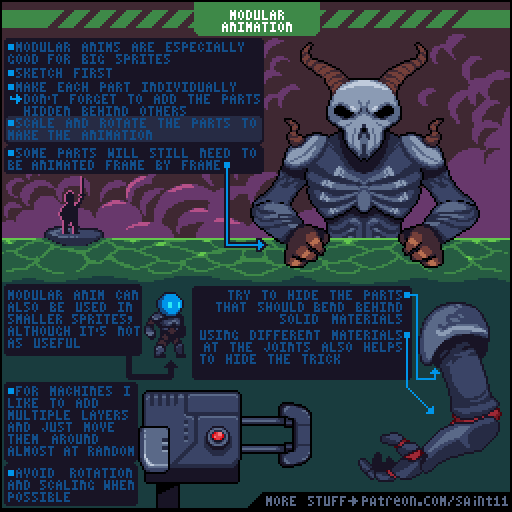 MODULAR
ANIMATION
▪MODULAR ANIMS ARE ESPECIALLY
GOOD FOR BIG SPRITES
▪SKETCH FIRST
▪MAKE EACH PART INDIVIDUALLY
↳DON'T FORGET TO ADD THE PARTS
HIDDEN BEHIND OTHERS
▪SCALE AND ROTATE THE PARTS TO
MAKE THE ANIMATION
▪SOME PARTS WILL STILL NEED TO
BE ANIMATED FRAME BY FRAME
MODULAR ANIM CAN
ALSO BE USED IN
SMALLER SPRITES,
ALTHOUGH IT'S NOT
AS USEFUL
TRY TO HIDE THE PARTS
THAT SHOULD BEND BEHIND
SOLID MATERIALS
USING DIFFERENT MATERIALS
AT THE JOINTS ALSO HELPS
TO HIDE THE TRICK
▪FOR MACHINES I
LIKE TO ADD
MULTIPLE LAYERS
AND JUST MOVE
THEM AROUND
ALMOST AT RANDOM
▪AVOID ROTATION
AND SCALING WHEN
POSSIBLE
MORE STUFF→PATREON.COM/SAINT11